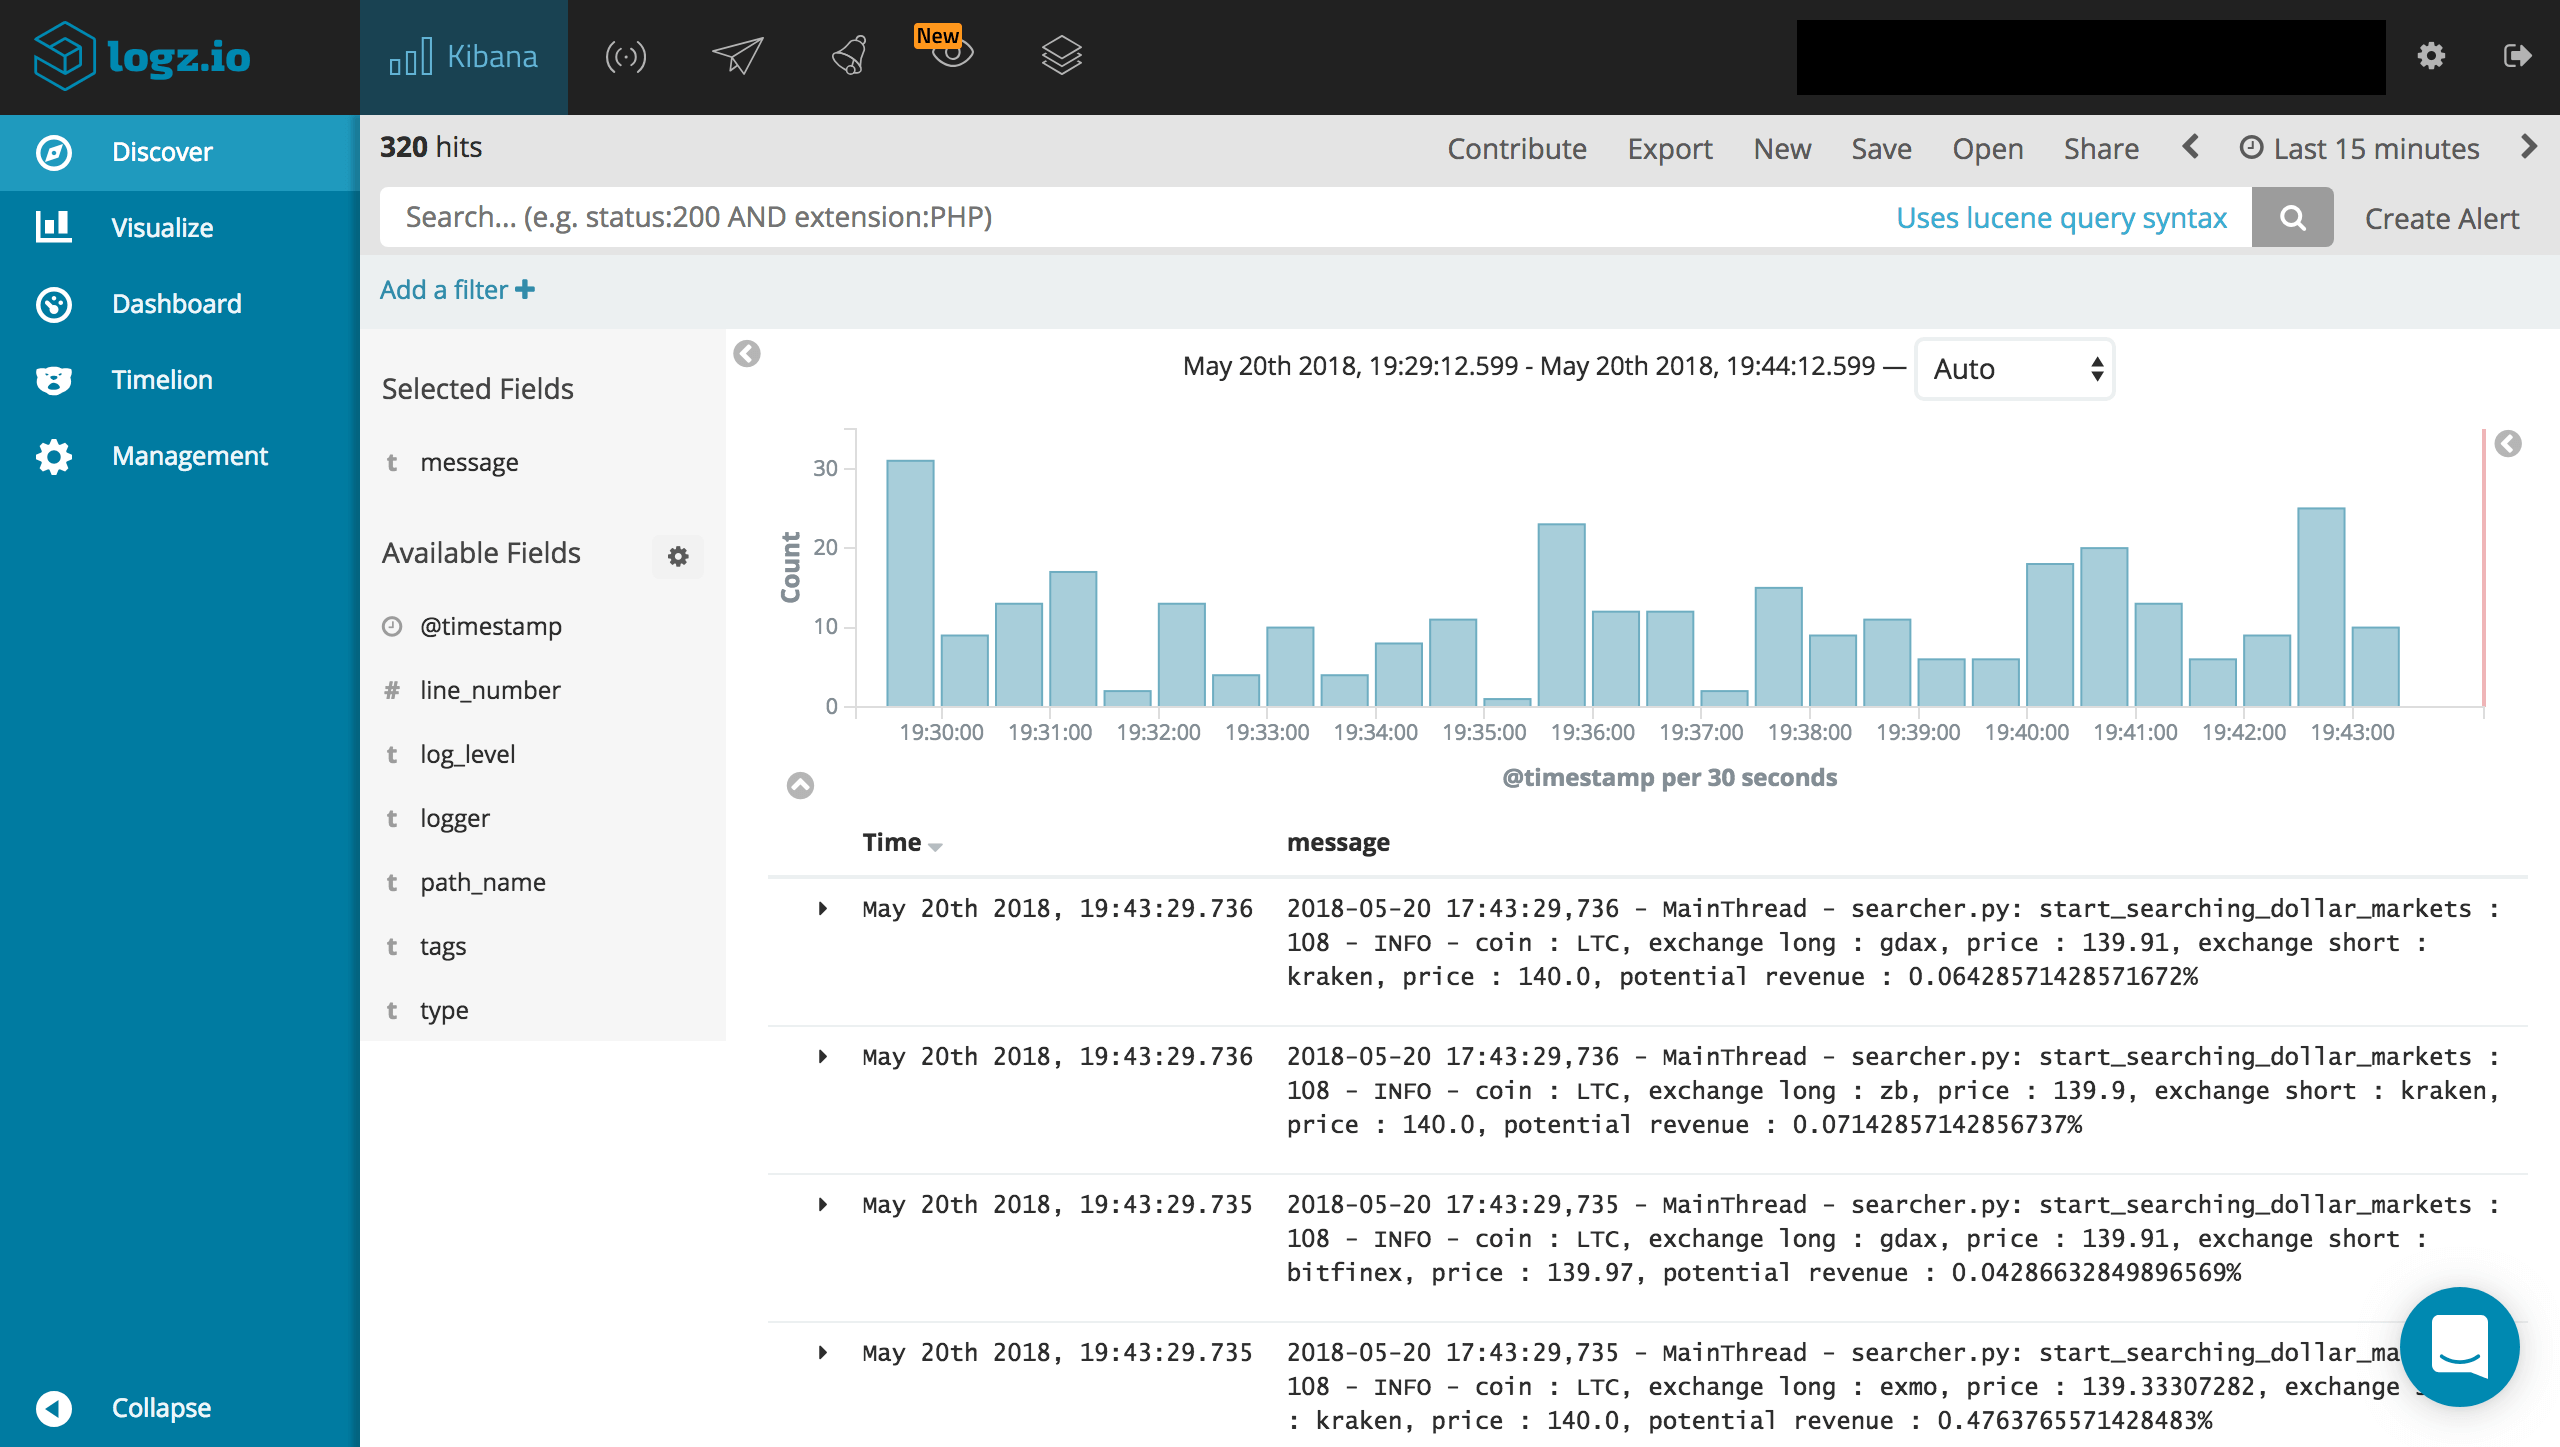 logz.io
Kibana
New
Discover
Visualize
Dashboard
Timelion
Management
Collapse
320 hits
Contribute Export New Save Open Share Last 15 minutes
Search... (e.g. status:200 AND extension:PHP) Uses lucene query syntax Create Alert
Add a filter
Selected Fields
t message
Available Fields
@timestamp
# line_number
t log_level
t logger
t path_name
t tags
t type
May 20th 2018, 19:29:12.599 - May 20th 2018, 19:44:12.599 — Auto
Count
30
20
10
0
19:30:00 19:31:00 19:32:00 19:33:00 19:34:00 19:35:00 19:36:00 19:37:00 19:38:00 19:39:00 19:40:00 19:41:00 19:42:00 19:43:00
@timestamp per 30 seconds
Time message
May 20th 2018, 19:43:29.736 2018-05-20 17:43:29,736 - MainThread - searcher.py: start_searching_dollar_markets :
108 - INFO - coin : LTC, exchange long : gdax, price : 139.91, exchange short :
kraken, price : 140.0, potential revenue : 0.06428571428571672%
May 20th 2018, 19:43:29.736 2018-05-20 17:43:29,736 - MainThread - searcher.py: start_searching_dollar_markets :
108 - INFO - coin : LTC, exchange long : zb, price : 139.9, exchange short : kraken,
price : 140.0, potential revenue : 0.07142857142856737%
May 20th 2018, 19:43:29.735 2018-05-20 17:43:29,735 - MainThread - searcher.py: start_searching_dollar_markets :
108 - INFO - coin : LTC, exchange long : gdax, price : 139.91, exchange short :
bitfinex, price : 139.97, potential revenue : 0.04286632849896569%
May 20th 2018, 19:43:29.735 2018-05-20 17:43:29,735 - MainThread - searcher.py: start_searching_dollar_ma
108 - INFO - coin : LTC, exchange long : exmo, price : 139.33307282, exchange
: kraken, price : 140.0, potential revenue : 0.4763765571428483%